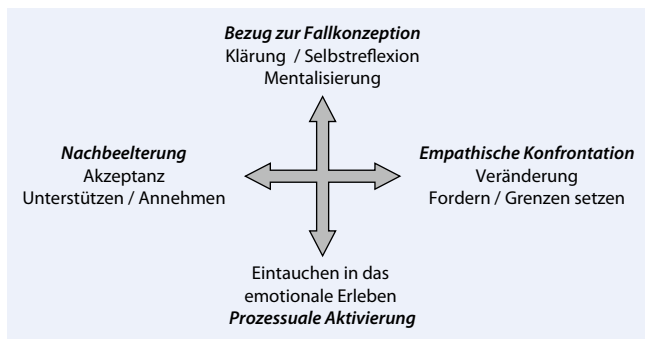 Bezug zur Fallkonzeption
Klärung / Selbstreflexion
Mentalisierung
Nachbeelterung
Akzeptanz
Unterstützen / Annehmen
Empathische Konfrontation
Veränderung
Fordern / Grenzen setzen
Eintauchen in das
emotionale Erleben
Prozessuale Aktivierung